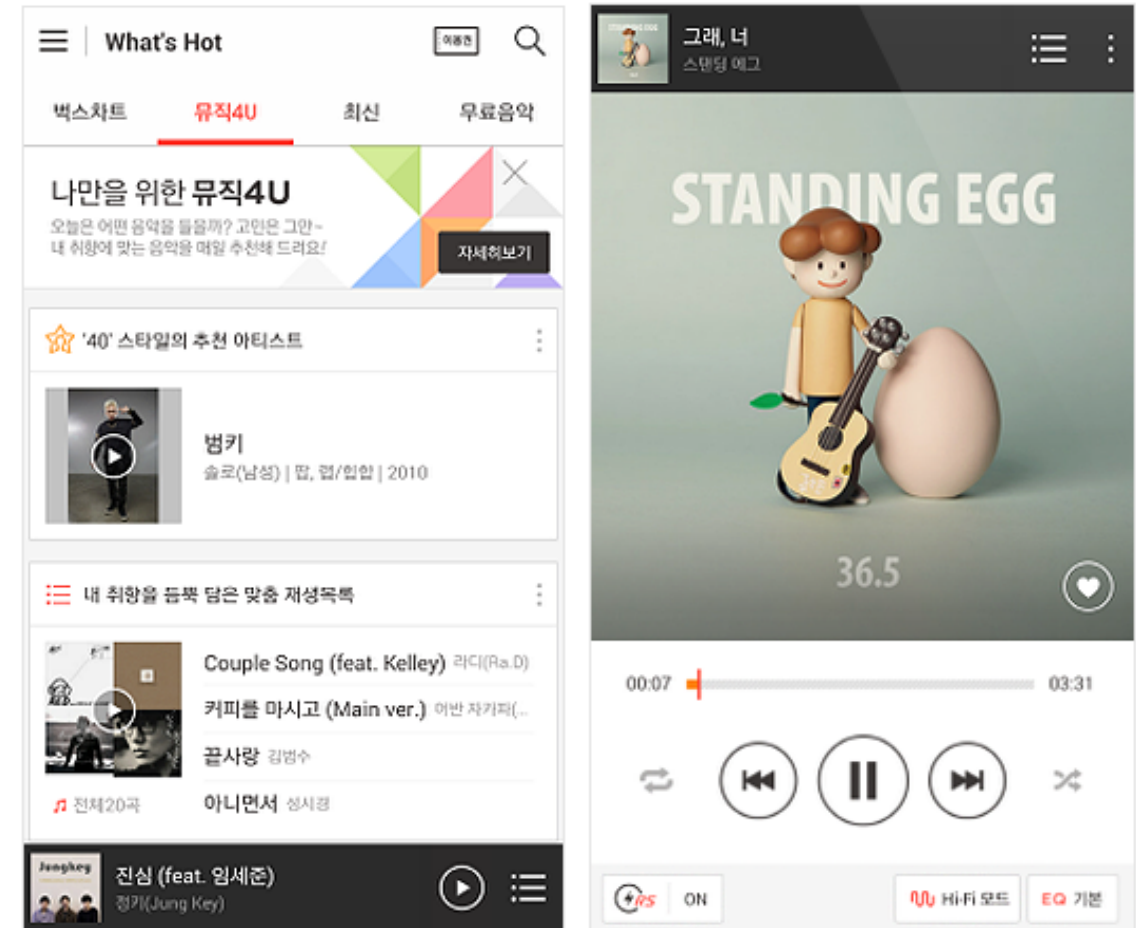 What's Hot
이용권
벅스차트
뮤직4U
최신
무료음악
나만을 위한 뮤직4U
오늘은 어떤 음악을 들을까? 고민은 그만~
내 취향에 맞는 음악을 매일 추천해 드려요!
자세히보기
'40' 스타일의 추천 아티스트
범키
솔로(남성) | 팝, 랩/힙합 | 2010
내 취향을 듬뿍 담은 맞춤 재생목록
Couple Song (feat. Kelley) 라디(Ra.D)
커피를 마시고 (Main ver.) 어반 자카파(...
끝사랑 김범수
아니면서 성시경
전체20곡
Jungkey
진심 (feat. 임세준)
정키(Jung Key)
STANDING EGG
그래, 너
스탠딩 에그
STANDING EGG
36.5
00:07
03:31
RS ON
Hi-Fi 모드
EQ 기본